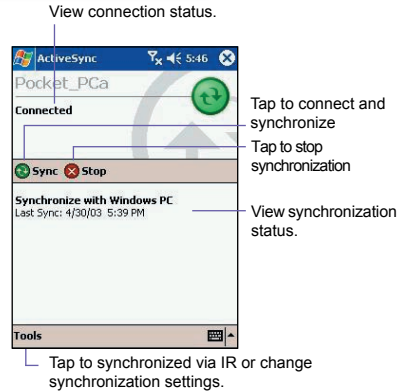 View connection status.
ActiveSync 5:46
Pocket_PCa
Connected
Tap to connect and
synchronize
Sync Stop
Tap to stop
synchronization
Synchronize with Windows PC
Last Sync: 4/30/03 5:39 PM
View synchronization
status.
Tools
Tap to synchronized via IR or change
synchronization settings.